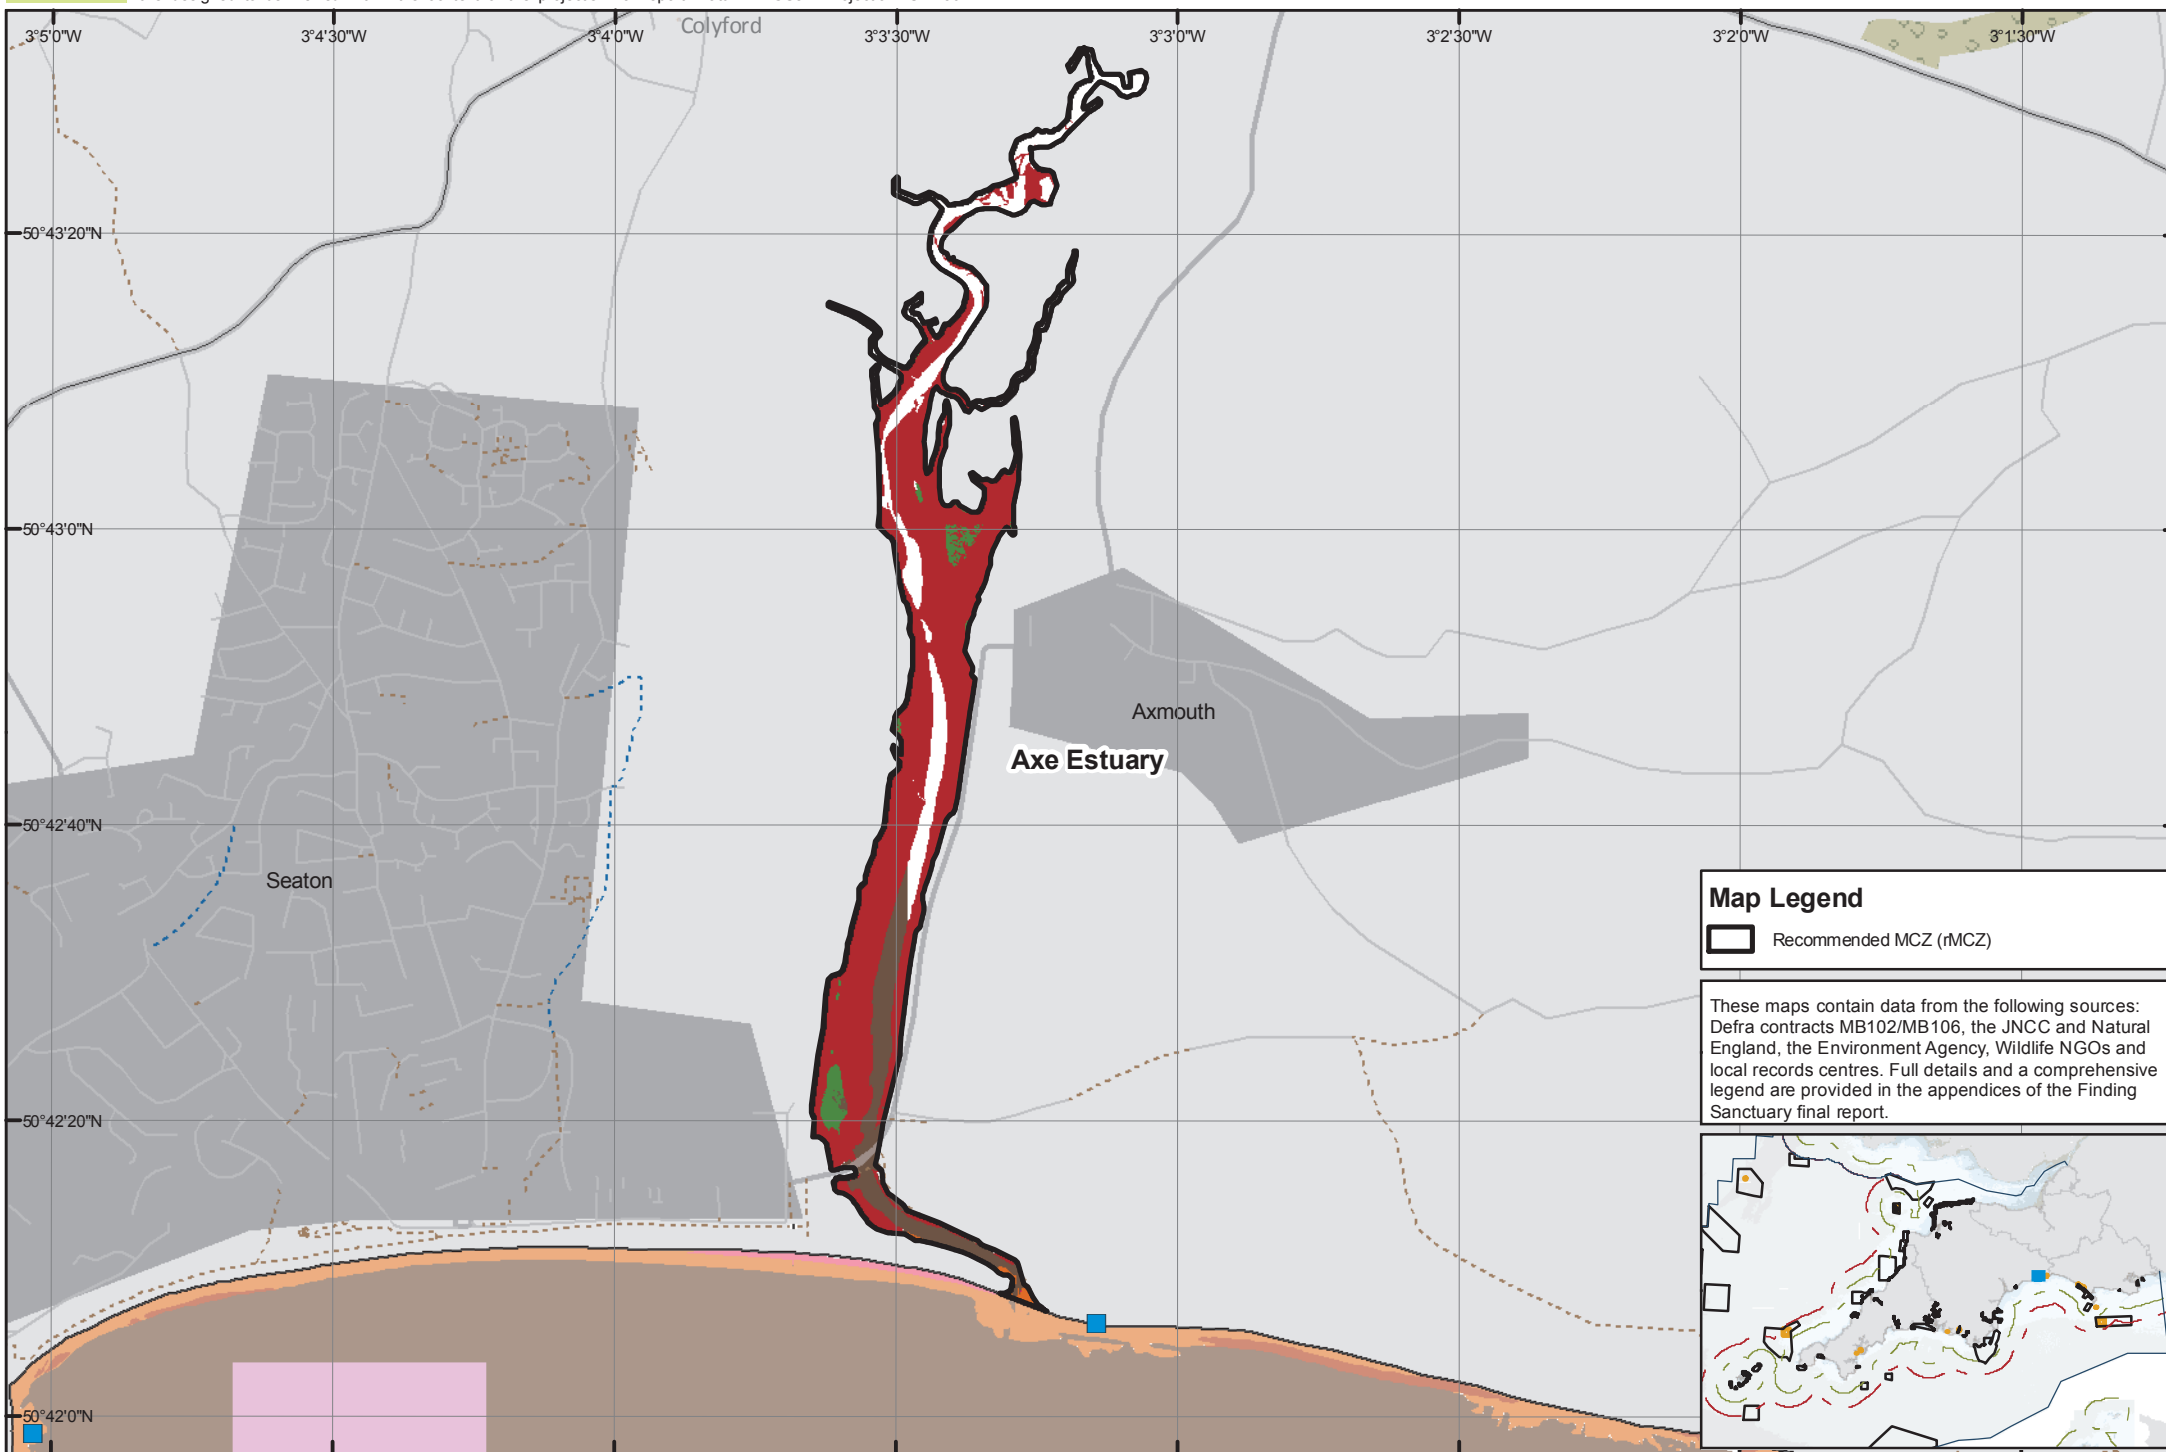 Colyford
3°5'0"W
3°4'30"W
3°4'0"W
3°3'30"W
3°3'0"W
3°2'30"W
3°2'0"W
3°1'30"W
50°43'20"N
50°43'0"N
Axmouth
Axe Estuary
50°42'40"N
Seaton
Map Legend
Recommended MCZ (rMCZ)
These maps contain data from the following sources:
Defra contracts MB102/MB106, the JNCC and Natural
England, the Environment Agency, Wildlife NGOs and
local records centres. Full details and a comprehensive
legend are provided in the appendices of the Finding
Sanctuary final report.
50°42'20"N
50°42'0"N